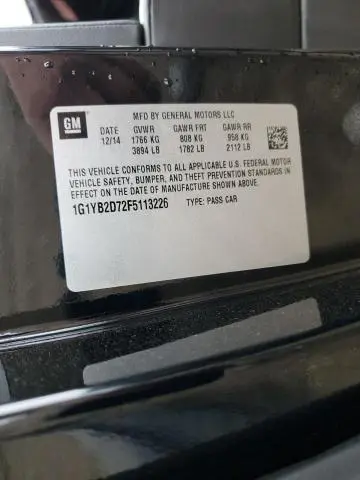 GM
MFD BY GENERAL MOTORS LLC
DATE GVWR GAWR FRT GAWR RR
12/14 1766 KG 808 KG 958 KG
3894 LB 1782 LB 2112 LB
THIS VEHICLE CONFORMS TO ALL APPLICABLE U.S. FEDERAL MOTOR
VEHICLE SAFETY, BUMPER, AND THEFT PREVENTION STANDARDS IN
EFFECT ON THE DATE OF MANUFACTURE SHOWN ABOVE.
1G1YB2D72F5113226 TYPE: PASS CAR